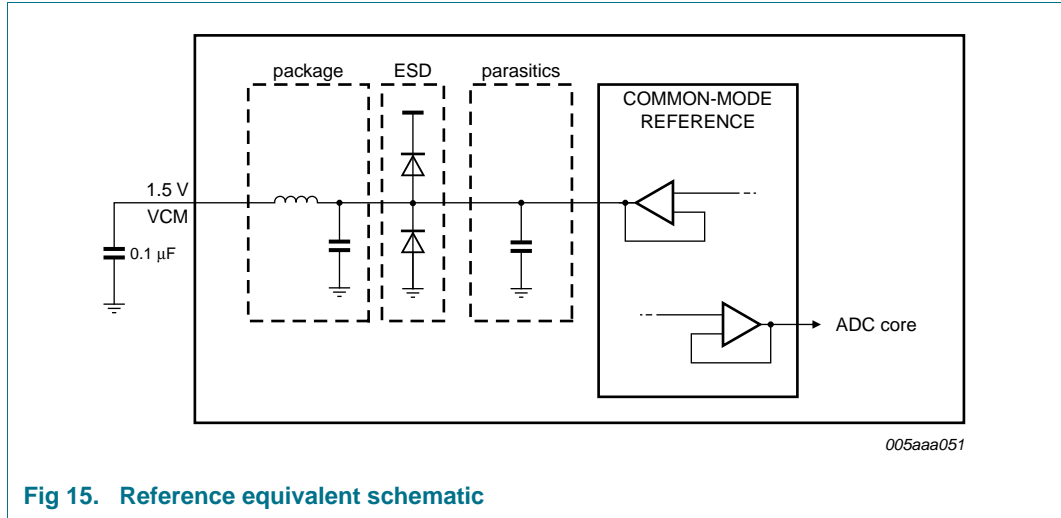 package
ESD
parasitics
COMMON-MODE
REFERENCE
1.5 V
VCM
0.1 μF
ADC core
005aaa051
Fig 15. Reference equivalent schematic